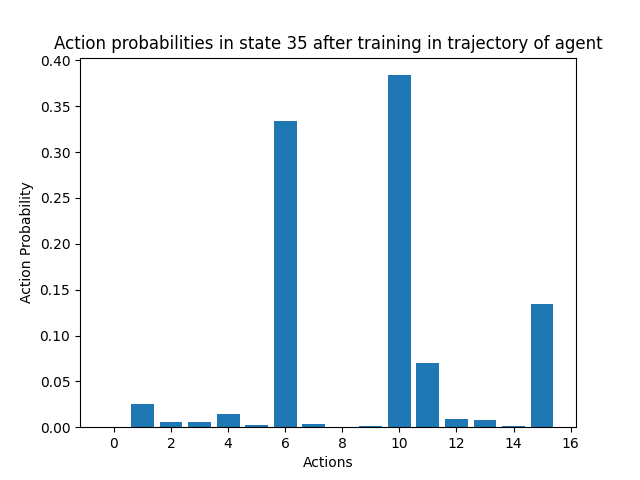 Action probabilities in state 35 after training in trajectory of agent
0.40
0.35
0.30
0.25
0.20
0.15
0.10
0.05
0.00
Action Probability
0 2 4 6 8 10 12 14 16
Actions